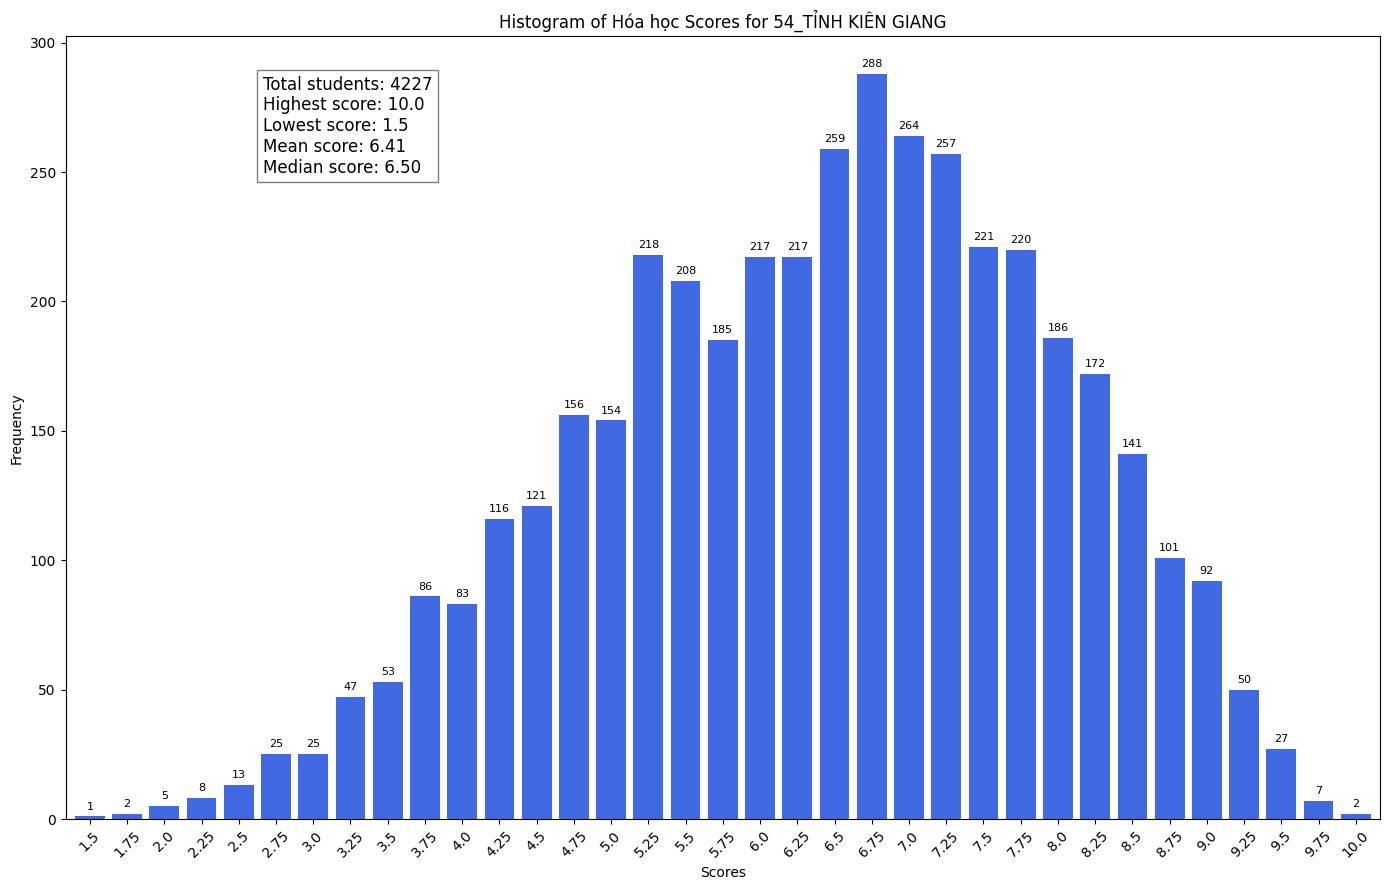 Histogram of Hóa học Scores for 54_TỈNH KIÊN GIANG
Total students: 4227
Highest score: 10.0
Lowest score: 1.5
Mean score: 6.41
Median score: 6.50
Frequency
300
250
200
150
100
50
0
1 2 5 8 13 25 25 47 53 86 83 116 121 156 154 218 208 185 217 217 259 288 264 257 221 220 186 172 141 101 92 50 27 7 2
1.5 1.75 2.0 2.25 2.5 2.75 3.0 3.25 3.5 3.75 4.0 4.25 4.5 4.75 5.0 5.25 5.5 5.75 6.0 6.25 6.5 6.75 7.0 7.25 7.5 7.75 8.0 8.25 8.5 8.75 9.0 9.25 9.5 9.75 10.0
Scores